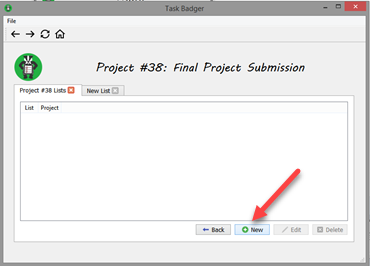 Task Badger
File
Project #38: Final Project Submission
Project #38 Lists New List
List Project
Back New Edit Delete